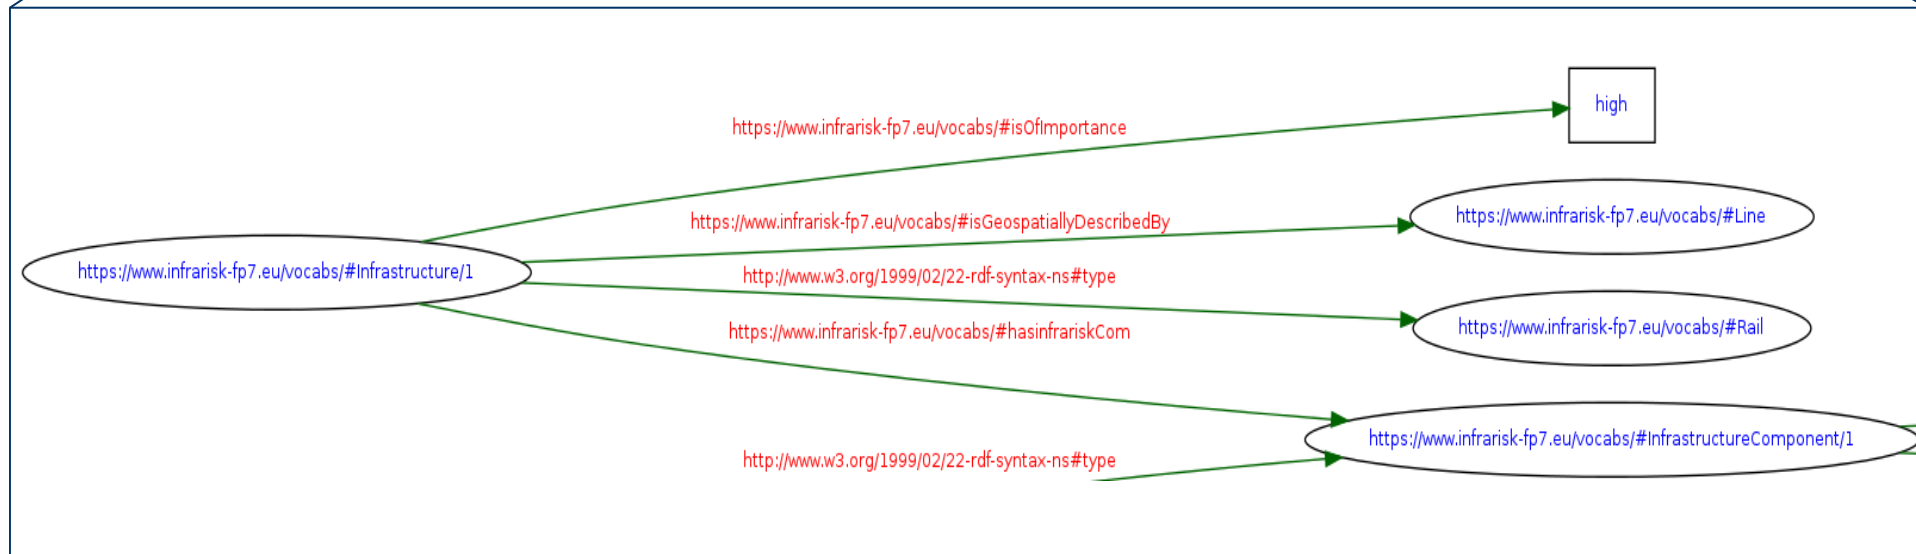 high
https://www.infrarisk-fp7.eu/vocabs/#isOfImportance
https://www.infrarisk-fp7.eu/vocabs/#Line
https://www.infrarisk-fp7.eu/vocabs/#isGeospatiallyDescribedBy
https://www.infrarisk-fp7.eu/vocabs/#Infrastructure/1
http://www.w3.org/1999/02/22-rdf-syntax-ns#type
https://www.infrarisk-fp7.eu/vocabs/#Rail
https://www.infrarisk-fp7.eu/vocabs/#hasinfrariskCom
https://www.infrarisk-fp7.eu/vocabs/#InfrastructureComponent/1
http://www.w3.org/1999/02/22-rdf-syntax-ns#type